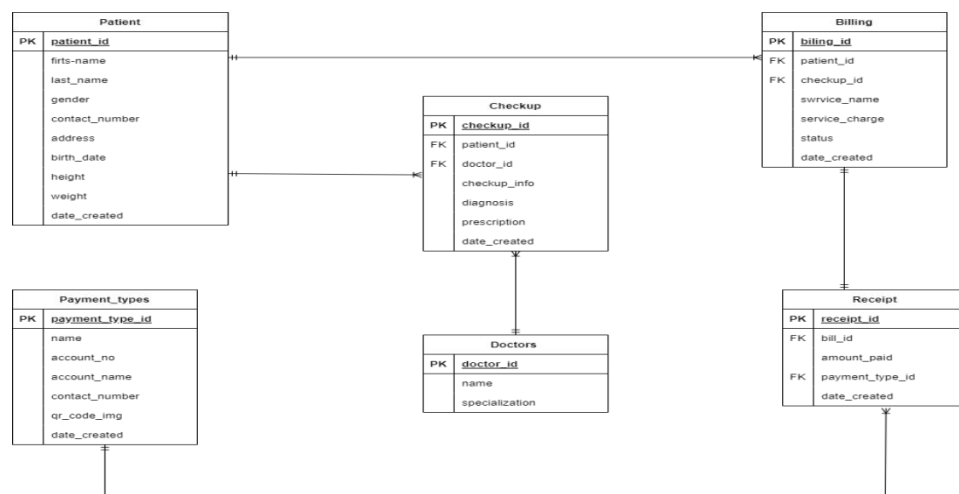 Patient
PK patient_id
firts-name
last_name
gender
contact_number
address
birth_date
height
weight
date_created
Billing
PK biling_id
FK patient_id
FK checkup_id
swrvice_name
service_charge
status
date_created
Checkup
PK checkup_id
FK patient_id
FK doctor_id
checkup_info
diagnosis
prescription
date_created
Payment_types
PK payment_type_id
name
account_no
account_name
contact_number
qr_code_img
date_created
Doctors
PK doctor_id
name
specialization
Receipt
PK receipt_id
FK bill_id
amount_paid
FK payment_type_id
date_created